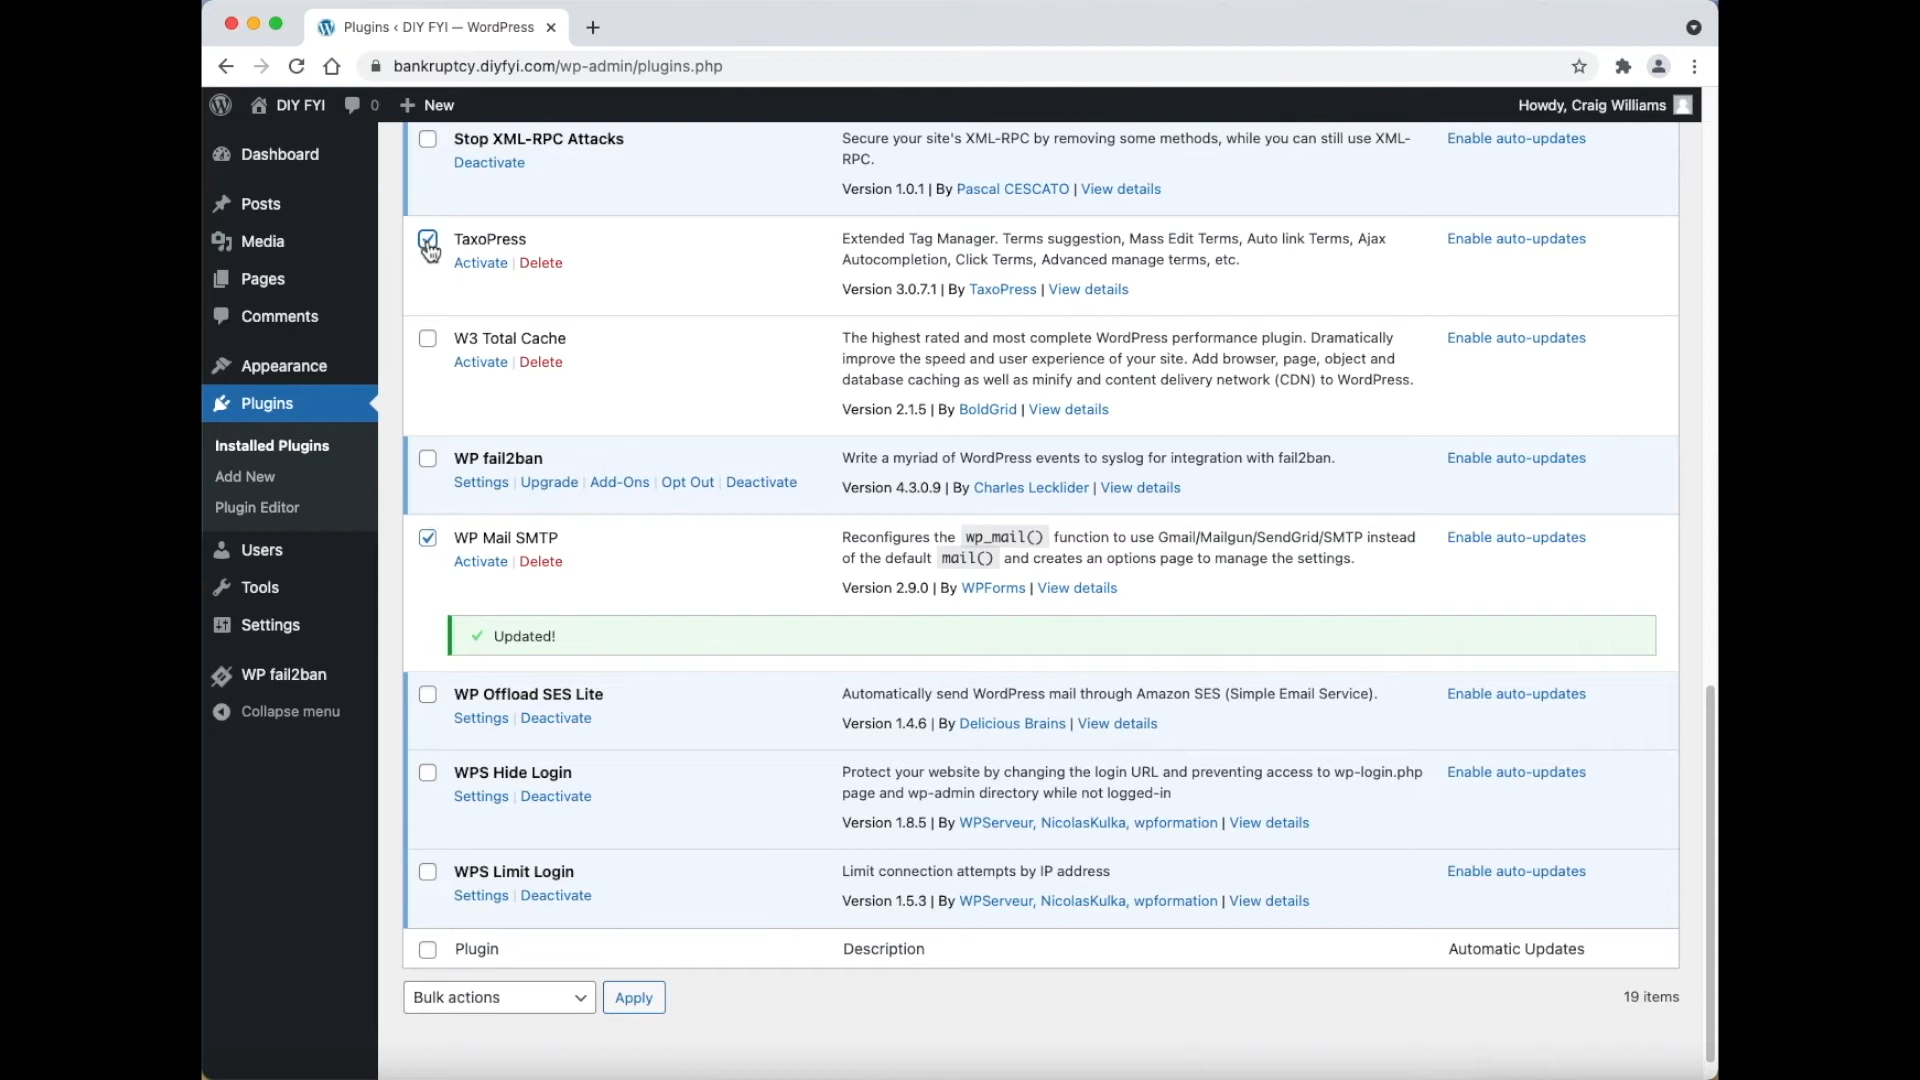 Plugins ‹ DIY FYI — WordPress
bankruptcy.diyfyi.com/wp-admin/plugins.php
DIY FYI 0 New Howdy, Craig Williams
Dashboard
Posts
Media
Pages
Comments
Appearance
Plugins
Installed Plugins
Add New
Plugin Editor
Users
Tools
Settings
WP fail2ban
Collapse menu
Stop XML-RPC Attacks
Deactivate
Secure your site's XML-RPC by removing some methods, while you can still use XML-
RPC.
Version 1.0.1 | By Pascal CESCATO | View details
Enable auto-updates
TaxoPress
Activate | Delete
Extended Tag Manager. Terms suggestion, Mass Edit Terms, Auto link Terms, Ajax
Autocompletion, Click Terms, Advanced manage terms, etc.
Version 3.0.7.1 | By TaxoPress | View details
Enable auto-updates
W3 Total Cache
Activate | Delete
The highest rated and most complete WordPress performance plugin. Dramatically
improve the speed and user experience of your site. Add browser, page, object and
database caching as well as minify and content delivery network (CDN) to WordPress.
Version 2.1.5 | By BoldGrid | View details
Enable auto-updates
WP fail2ban
Settings | Upgrade | Add-Ons | Opt Out | Deactivate
Write a myriad of WordPress events to syslog for integration with fail2ban.
Version 4.3.0.9 | By Charles Lecklider | View details
Enable auto-updates
WP Mail SMTP
Activate | Delete
Reconfigures the wp_mail() function to use Gmail/Mailgun/SendGrid/SMTP instead
of the default mail() and creates an options page to manage the settings.
Version 2.9.0 | By WPForms | View details
Enable auto-updates
Updated!
WP Offload SES Lite
Settings | Deactivate
Automatically send WordPress mail through Amazon SES (Simple Email Service).
Version 1.4.6 | By Delicious Brains | View details
Enable auto-updates
WPS Hide Login
Settings | Deactivate
Protect your website by changing the login URL and preventing access to wp-login.php
page and wp-admin directory while not logged-in
Version 1.8.5 | By WPServeur, NicolasKulka, wpformation | View details
Enable auto-updates
WPS Limit Login
Settings | Deactivate
Limit connection attempts by IP address
Version 1.5.3 | By WPServeur, NicolasKulka, wpformation | View details
Enable auto-updates
Plugin Description Automatic Updates
Bulk actions Apply 19 items